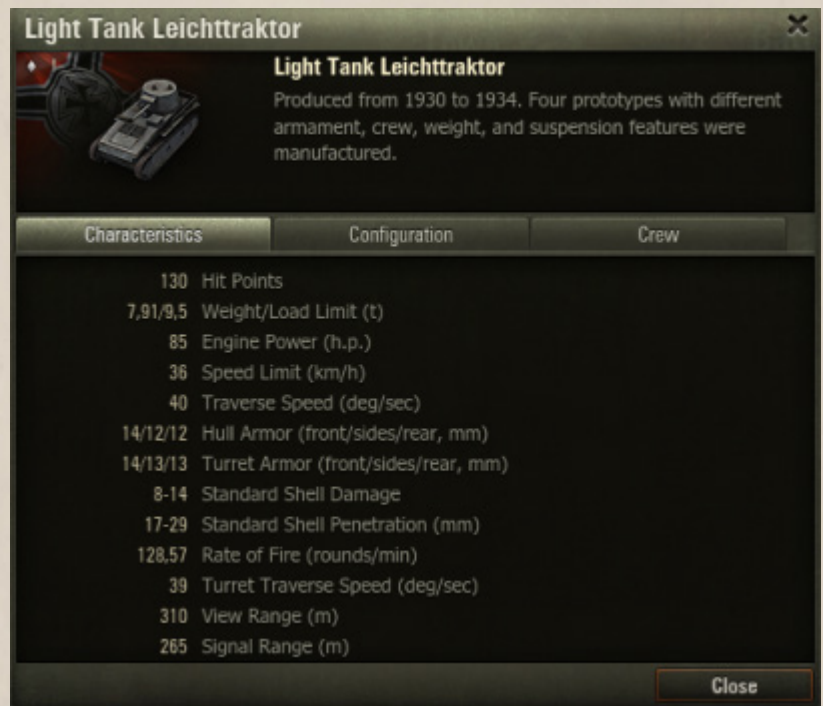 Light Tank Leichttraktor
Light Tank Leichttraktor
Produced from 1930 to 1934. Four prototypes with different
armament, crew, weight, and suspension features were
manufactured.
Characteristics Configuration Crew
130 Hit Points
7,91/9,5 Weight/Load Limit (t)
85 Engine Power (h.p.)
36 Speed Limit (km/h)
40 Traverse Speed (deg/sec)
14/12/12 Hull Armor (front/sides/rear, mm)
14/13/13 Turret Armor (front/sides/rear, mm)
8-14 Standard Shell Damage
17-29 Standard Shell Penetration (mm)
128,57 Rate of Fire (rounds/min)
39 Turret Traverse Speed (deg/sec)
310 View Range (m)
265 Signal Range (m)
Close